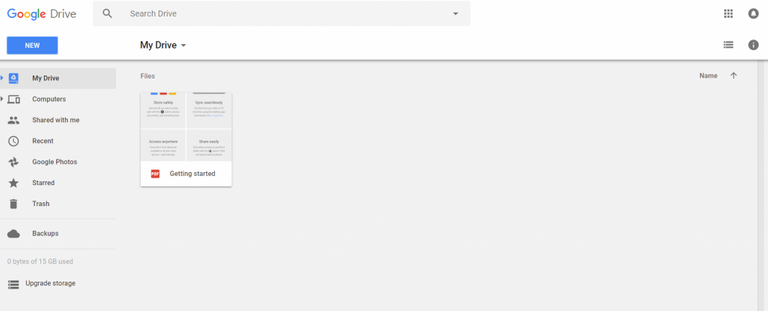 Google Drive
Search Drive
NEW
My Drive
My Drive
Computers
Shared with me
Recent
Google Photos
Starred
Trash
Backups
0 bytes of 15 GB used
Upgrade storage
Files
Name
Store safely
Sync seamlessly
Access anywhere
Share easily
PDF
Getting started